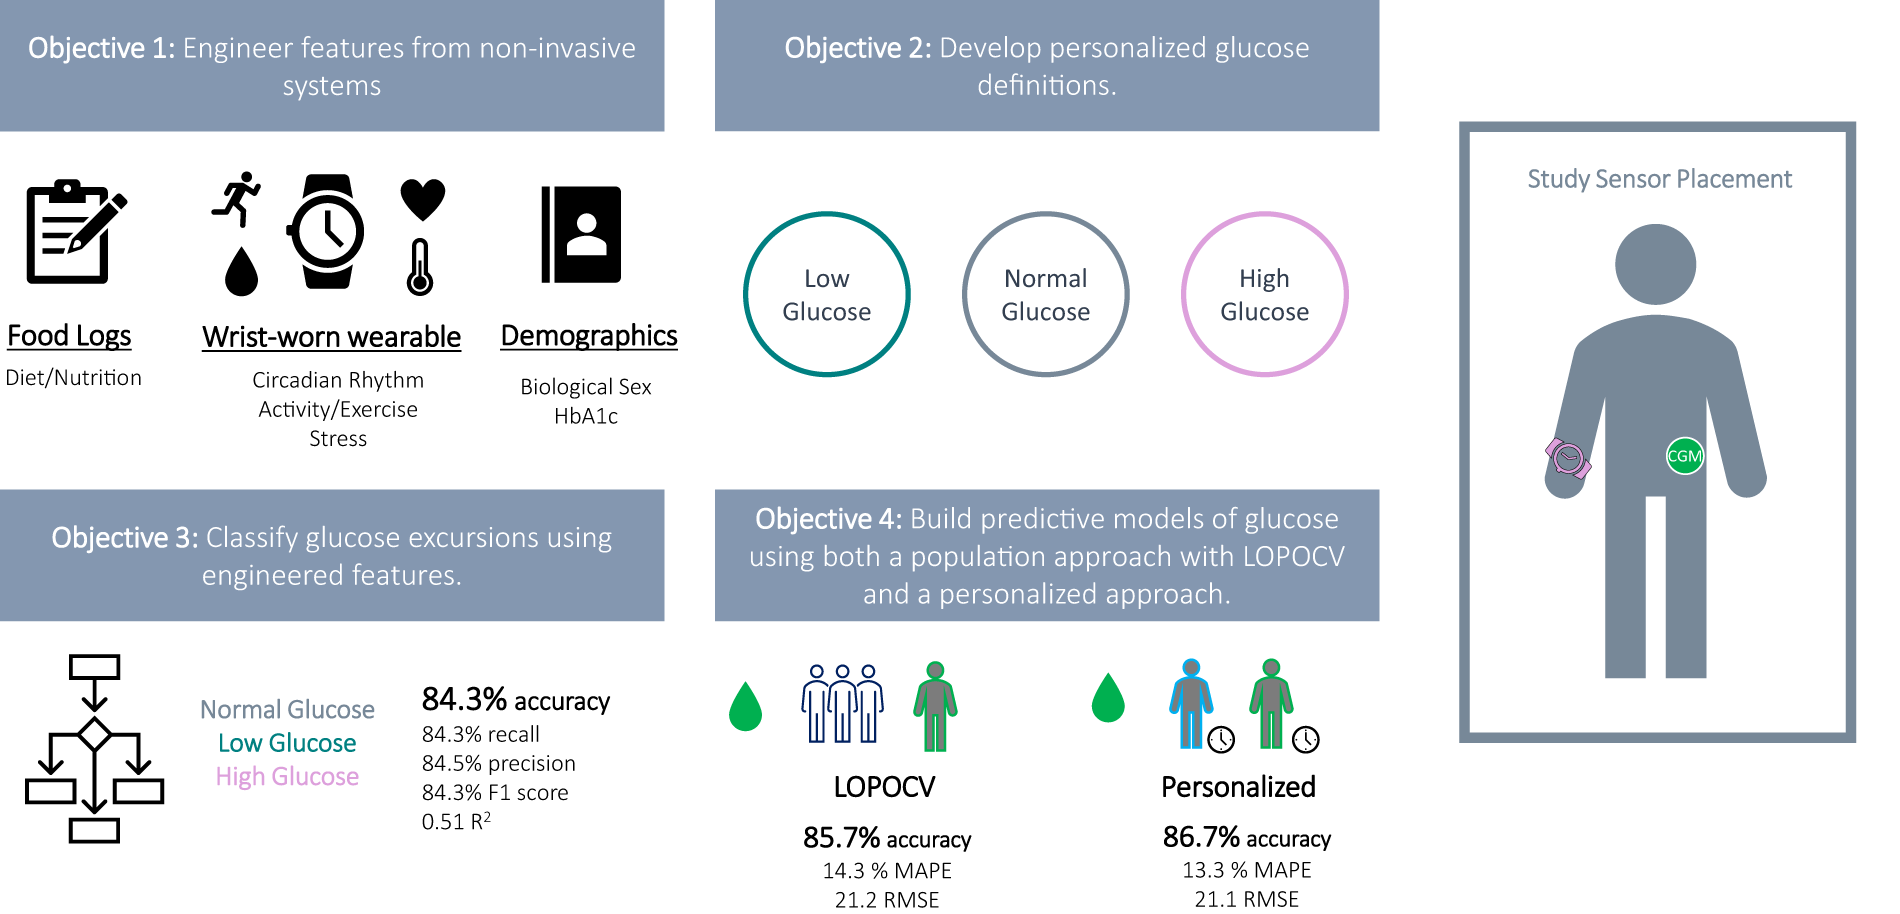 Objective 1: Engineer features from non-invasive
systems
Food Logs
Diet/Nutrition
Wrist-worn wearable
Circadian Rhythm
Activity/Exercise
Stress
Demographics
Biological Sex
HbA1c
Objective 2: Develop personalized glucose
definitions.
Low
Glucose
Normal
Glucose
High
Glucose
Objective 3: Classify glucose excursions using
engineered features.
Normal Glucose
Low Glucose
High Glucose
84.3% accuracy
84.3% recall
84.5% precision
84.3% F1 score
0.51 R²
Objective 4: Build predictive models of glucose
using both a population approach with LOPOCV
and a personalized approach.
LOPOCV
85.7% accuracy
14.3 % MAPE
21.2 RMSE
Personalized
86.7% accuracy
13.3 % MAPE
21.1 RMSE
Study Sensor Placement
CGM